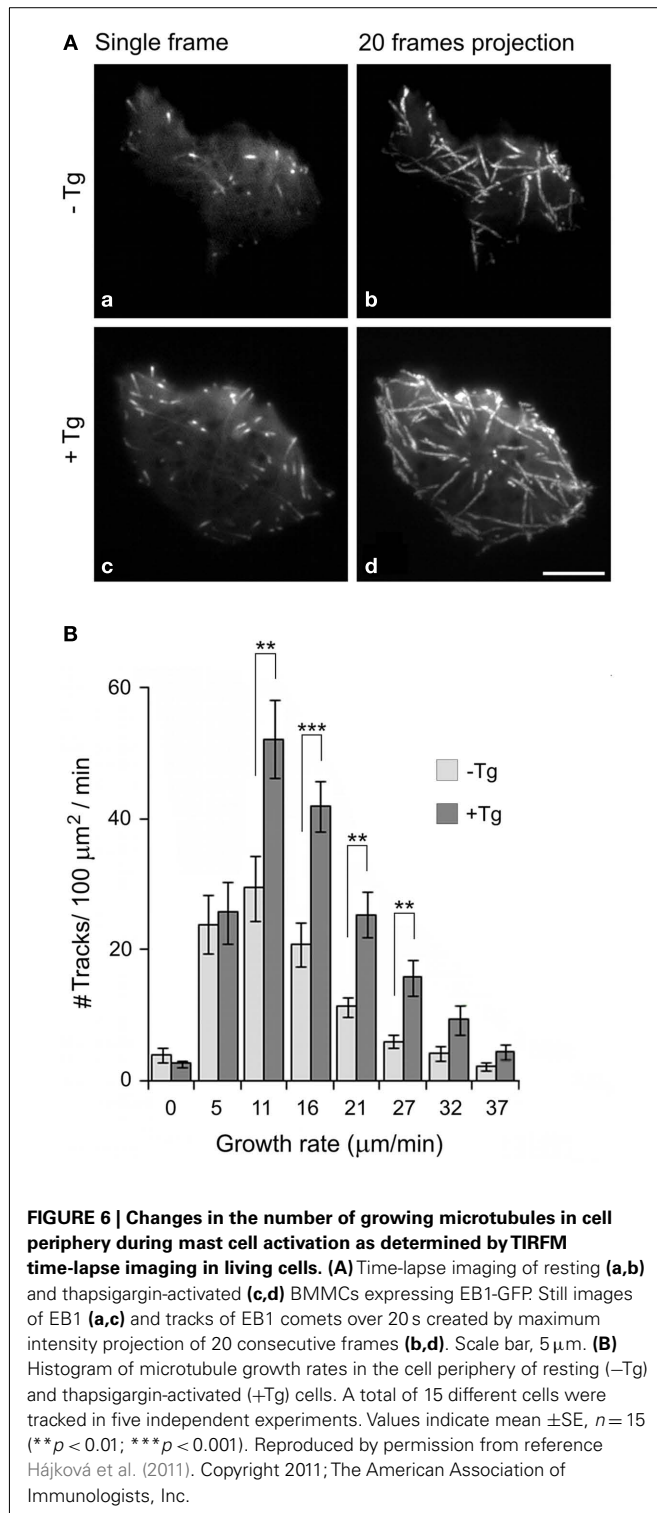 A Single frame 20 frames projection
- Tg
a b
+ Tg
c d
B
** *** ** **
60
40
20
0
# Tracks/ 100 μm² / min
-Tg
+Tg
0 5 11 16 21 27 32 37
Growth rate (μm/min)
FIGURE 6 | Changes in the number of growing microtubules in cell
periphery during mast cell activation as determined by TIRFM
time-lapse imaging in living cells. (A) Time-lapse imaging of resting (a,b)
and thapsigargin-activated (c,d) BMMCs expressing EB1-GFP. Still images
of EB1 (a,c) and tracks of EB1 comets over 20 s created by maximum
intensity projection of 20 consecutive frames (b,d). Scale bar, 5 μm. (B)
Histogram of microtubule growth rates in the cell periphery of resting (−Tg)
and thapsigargin-activated (+Tg) cells. A total of 15 different cells were
tracked in five independent experiments. Values indicate mean ±SE, n = 15
(**p < 0.01; ***p < 0.001). Reproduced by permission from reference
Hájková et al. (2011). Copyright 2011; The American Association of
Immunologists, Inc.